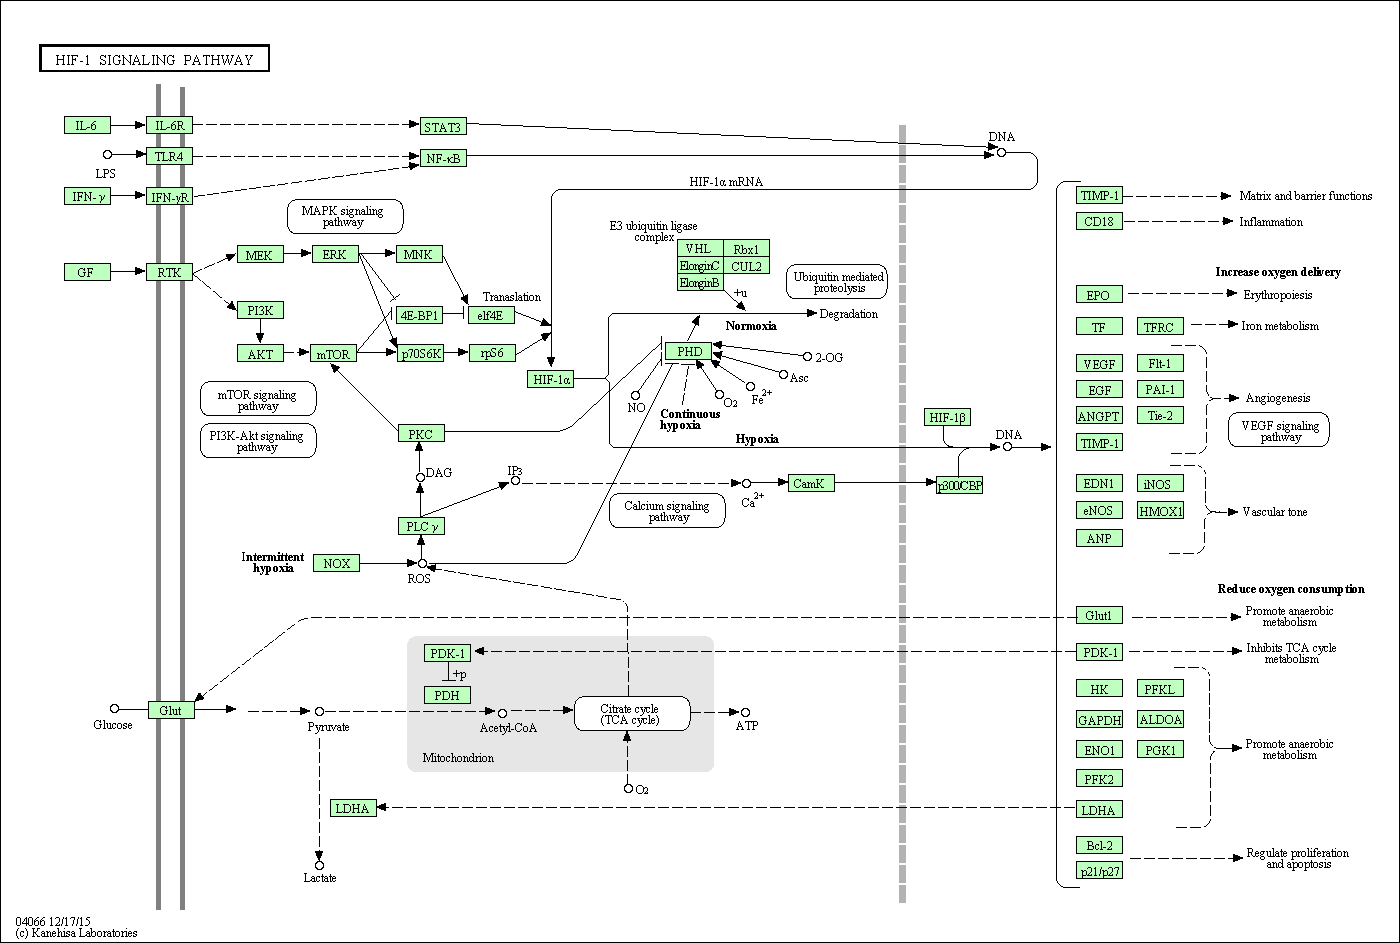 HIF-1 SIGNALING PATHWAY
IL-6
IL-6R
STAT3
DNA
LPS
TLR4
NF-κB
IFN-γ
IFN-γR
HIF-1α mRNA
MAPK signaling
pathway
GF
RTK
MEK
ERK
MNK
PI3K
4E-BP1
Translation
eIf4E
AKT
mTOR
p70S6K
rpS6
HIF-1α
E3 ubiquitin ligase
complex
VHL
Rbx1
ElonginC
CUL2
ElonginB
+u
Ubiquitin mediated
proteolysis
Degradation
Normoxia
PHD
2-OG
Asc
Fe2+
O2
NO
Continuous
hypoxia
Hypoxia
mTOR signaling
pathway
PI3K-Akt signaling
pathway
PKC
DAG
IP3
PLC γ
Ca2+
CamK
Calcium signaling
pathway
HIF-1β
p300/CBP
DNA
Intermittent
hypoxia
NOX
ROS
PDK-1
+p
PDH
Glucose
Glut
Pyruvate
Acetyl-CoA
Citrate cycle
(TCA cycle)
ATP
Mitochondrion
O2
LDHA
Lactate
TIMP-1
Matrix and barrier functions
CD18
Inflammation
Increase oxygen delivery
EPO
Erythropoiesis
TF
TFRC
Iron metabolism
VEGF
Flt-1
EGF
PAI-1
Angiogenesis
ANGPT
Tie-2
VEGF signaling
pathway
TIMP-1
EDN1
iNOS
eNOS
HMOX1
Vascular tone
ANP
Reduce oxygen consumption
Glut1
Promote anaerobic
metabolism
PDK-1
Inhibits TCA cycle
metabolism
HK
PFKL
GAPDH
ALDOA
ENO1
PGK1
Promote anaerobic
metabolism
PFK2
LDHA
Bcl-2
Regulate proliferation
and apoptosis
p21/p27
04066 12/17/15
(c) Kanehisa Laboratories